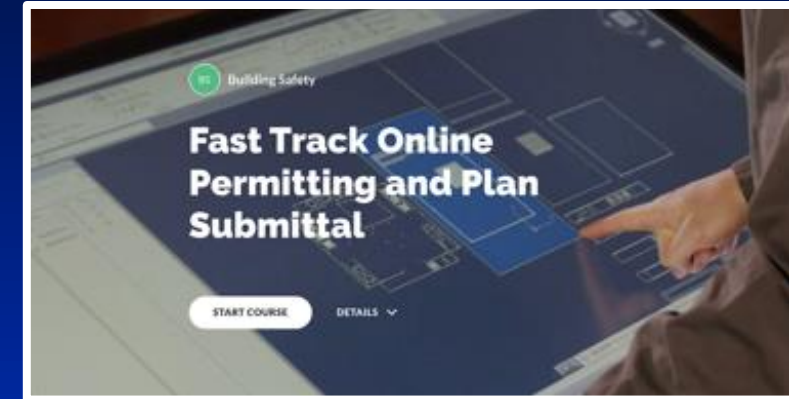 BS
Building Safety
Fast Track Online
Permitting and Plan
Submittal
START COURSE
DETAILS